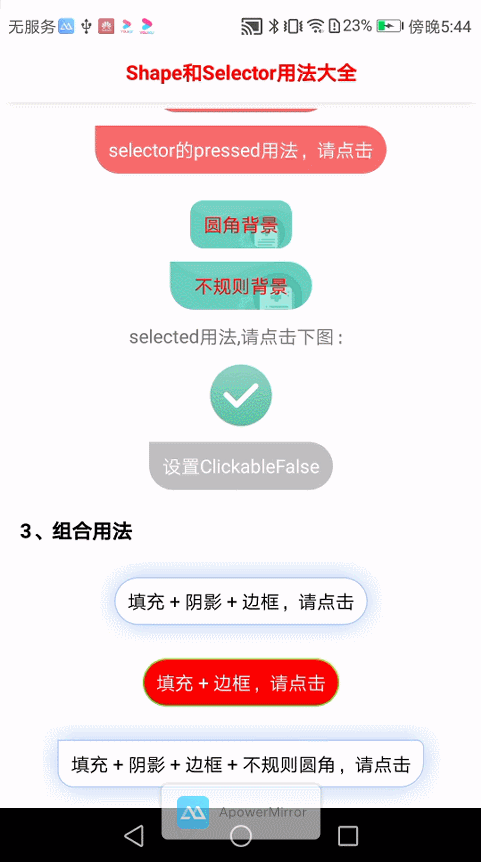 无服务 23% 傍晚5:44
Shape和Selector用法大全
selector的pressed用法，请点击
圆角背景
不规则背景
selected用法,请点击下图：
设置ClickableFalse
3、组合用法
填充 + 阴影 + 边框，请点击
填充 + 边框，请点击
填充 + 阴影 + 边框 + 不规则圆角，请点击
ApowerMirror